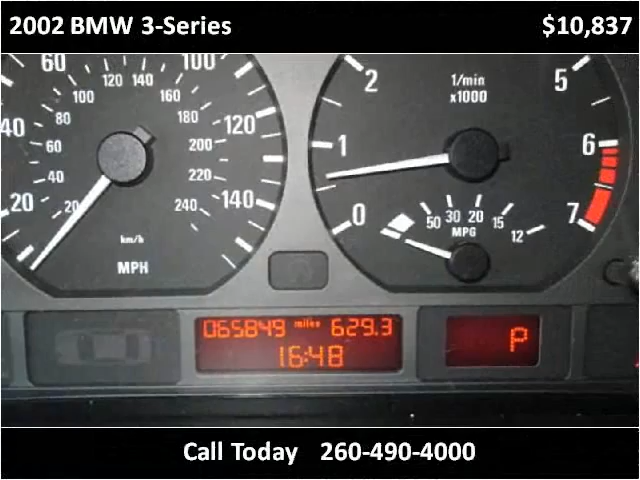 2002 BMW 3-Series $10,837
60 100 2 5
120 140 1/min
100 160 x1000
80 180 120
40 60 200 1 6
40 220
20 20 240 140 0 50 30 20 15 12 7
km/h MPG
MPH
065849 miles 629.3
16:48 P
Call Today 260-490-4000